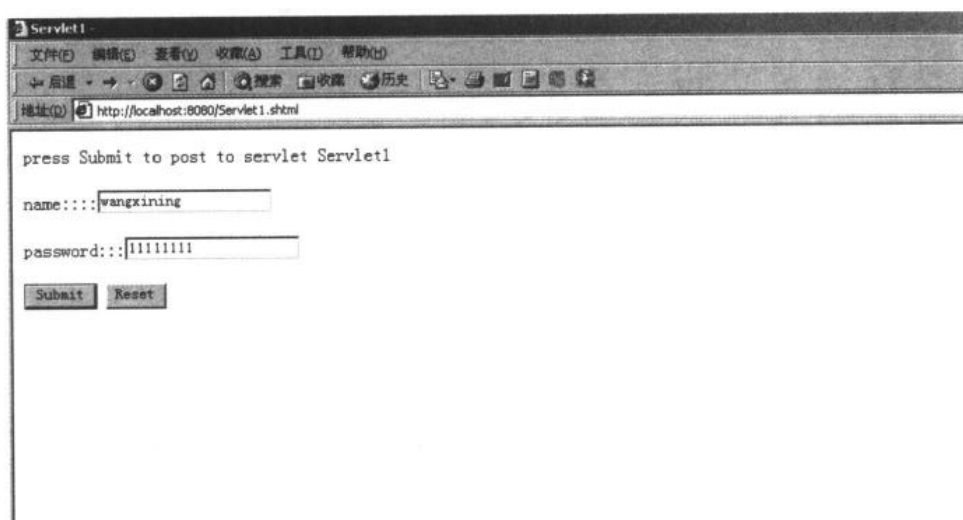 Servlet1 -
文件(F) 编辑(E) 查看(V) 收藏(A) 工具(T) 帮助(H)
后退 搜索 收藏 历史
地址(D) http://localhost:8080/Servlet1.shtml
press Submit to post to servlet Servlet1
name::::wangxining
password:::11111111
Submit Reset